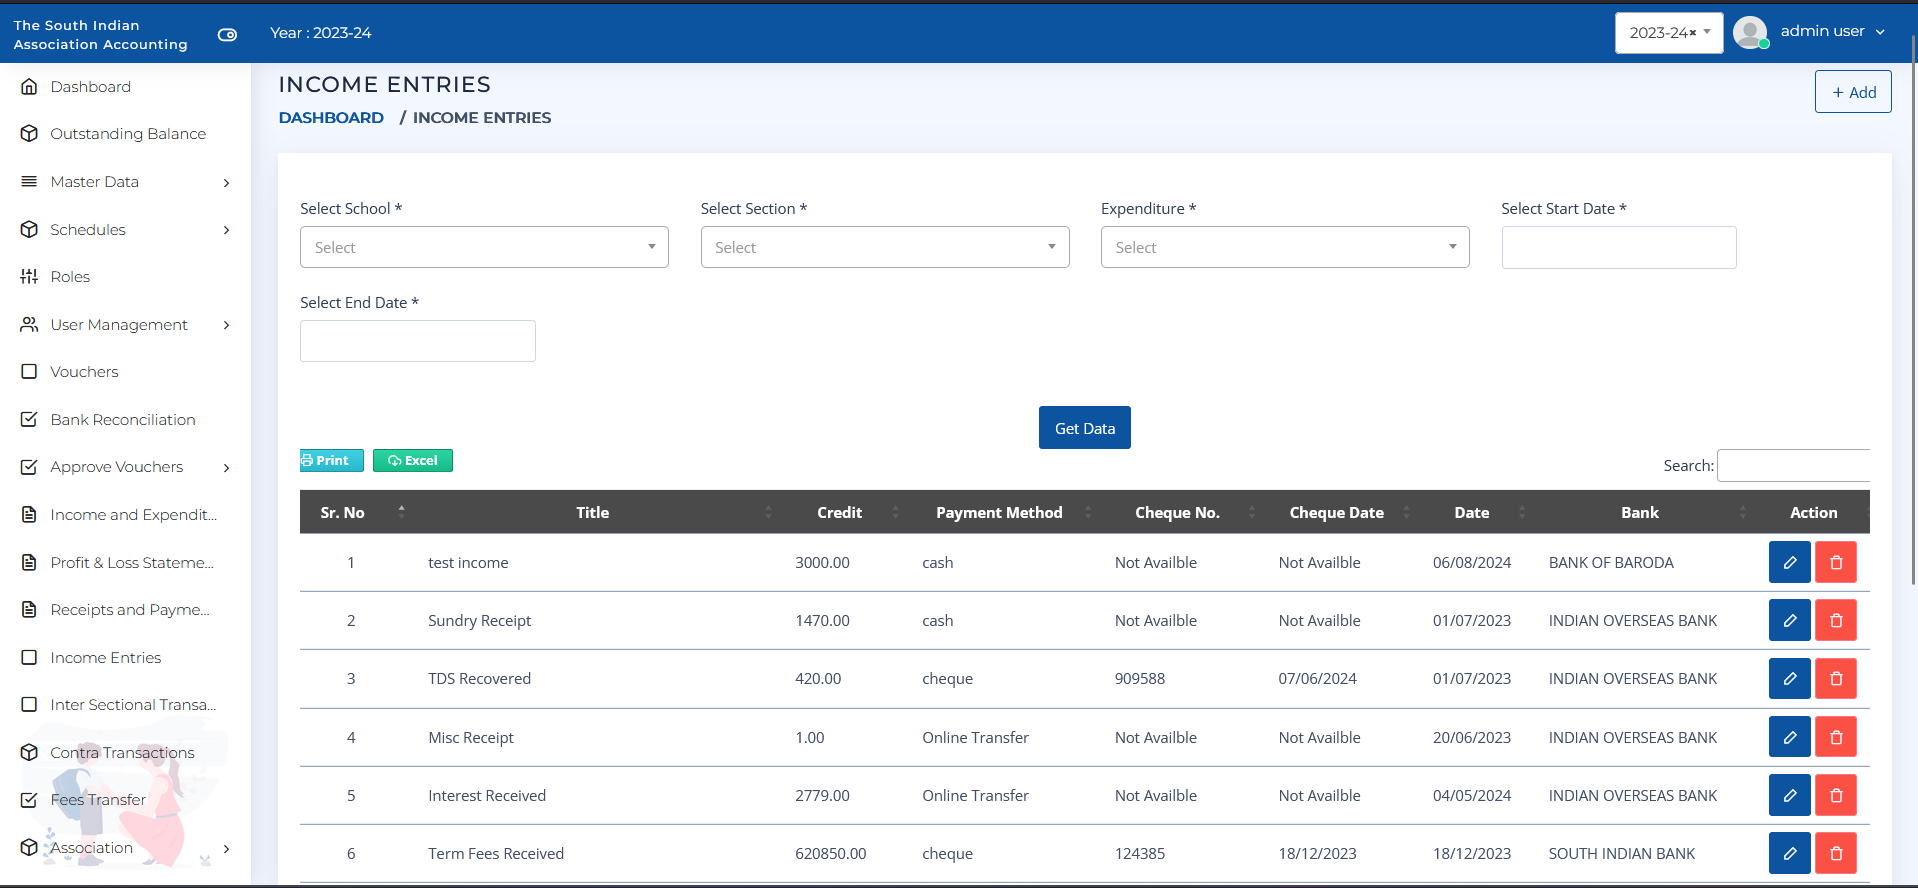 The South Indian
Association Accounting
Year : 2023-24
2023-24×
admin user
Dashboard
Outstanding Balance
Master Data
Schedules
Roles
User Management
Vouchers
Bank Reconciliation
Approve Vouchers
Income and Expendit...
Profit & Loss Stateme...
Receipts and Payme...
Income Entries
Inter Sectional Transa...
Contra Transactions
Fees Transfer
Association
INCOME ENTRIES
+ Add
DASHBOARD / INCOME ENTRIES
Select School * Select Section * Expenditure * Select Start Date *
Select Select Select
Select End Date *
Get Data
Print Excel
Search:
Sr. No Title Credit Payment Method Cheque No. Cheque Date Date Bank Action
1 test income 3000.00 cash Not Availble Not Availble 06/08/2024 BANK OF BARODA
2 Sundry Receipt 1470.00 cash Not Availble Not Availble 01/07/2023 INDIAN OVERSEAS BANK
3 TDS Recovered 420.00 cheque 909588 07/06/2024 01/07/2023 INDIAN OVERSEAS BANK
4 Misc Receipt 1.00 Online Transfer Not Availble Not Availble 20/06/2023 INDIAN OVERSEAS BANK
5 Interest Received 2779.00 Online Transfer Not Availble Not Availble 04/05/2024 INDIAN OVERSEAS BANK
6 Term Fees Received 620850.00 cheque 124385 18/12/2023 18/12/2023 SOUTH INDIAN BANK